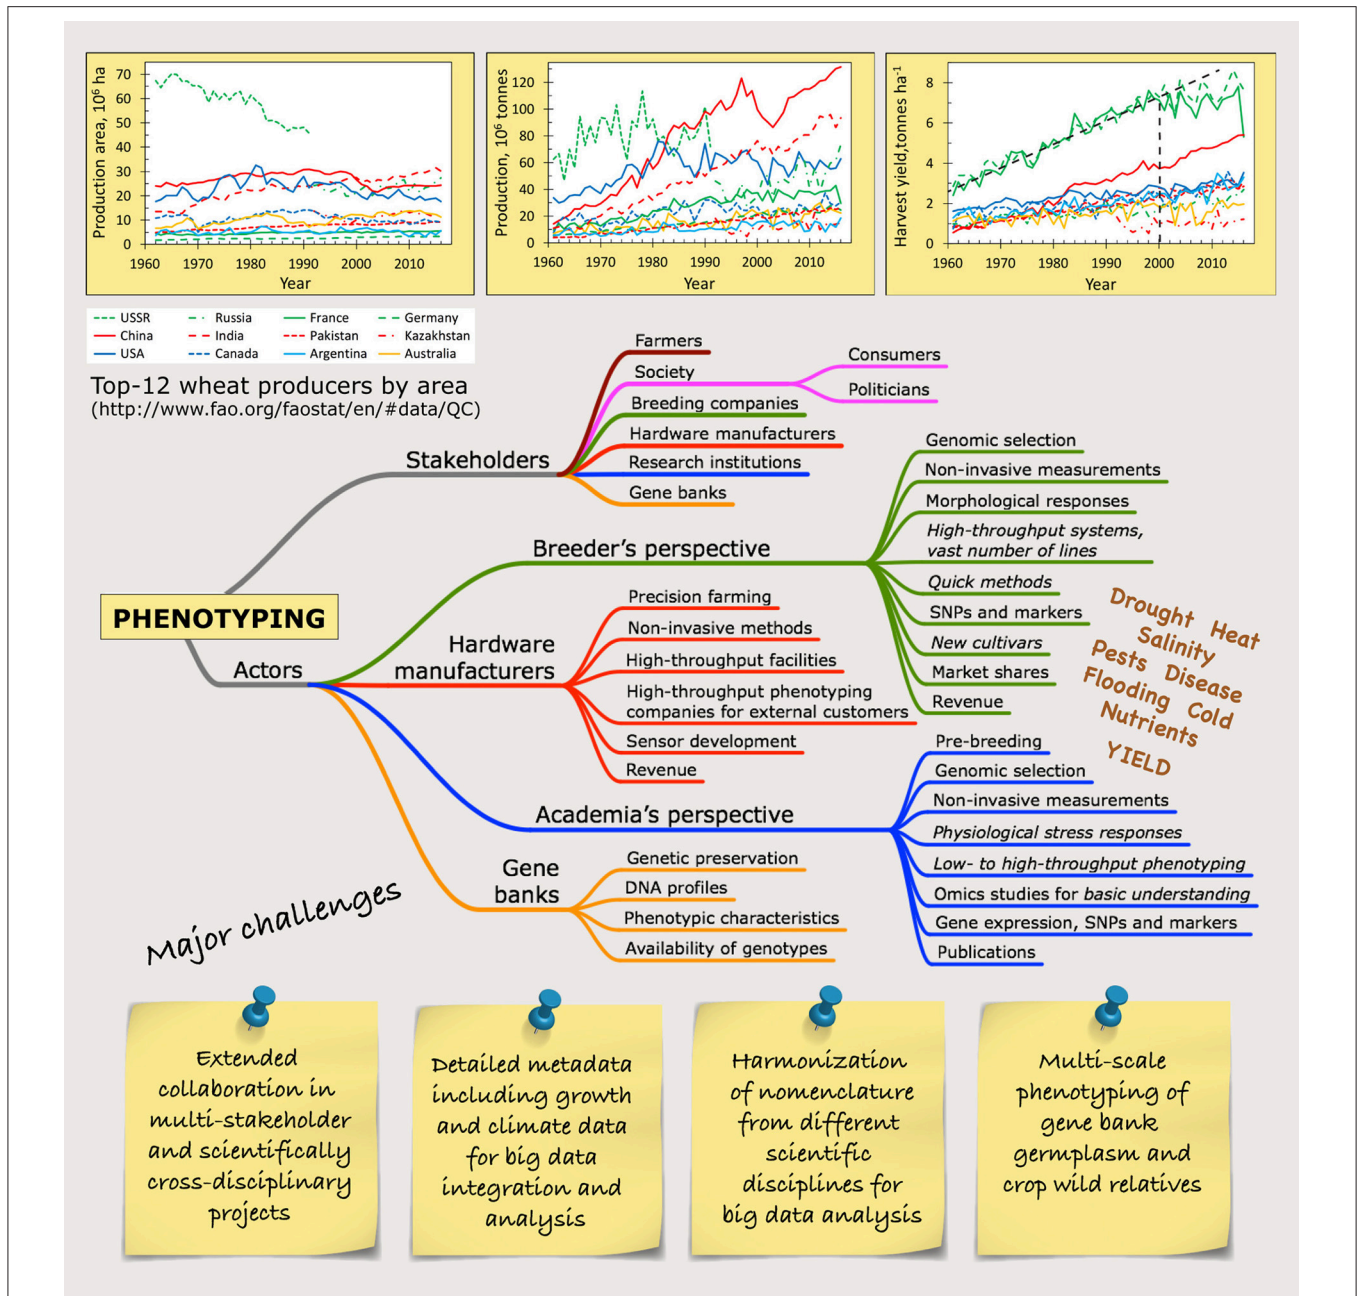 Production area, 10⁶ ha
70
60
50
40
30
20
10
0
1960 1970 1980 1990 2000 2010
Year
Production, 10⁶ tonnes
120
100
80
60
40
20
0
1960 1970 1980 1990 2000 2010
Year
Harvest yield,tonnes ha⁻¹
8
6
4
2
0
1960 1970 1980 1990 2000 2010
Year
USSR Russia France Germany
China India Pakistan Kazakhstan
USA Canada Argentina Australia
Top-12 wheat producers by area
(http://www.fao.org/faostat/en/#data/QC)
PHENOTYPING
Stakeholders
Farmers
Society
Consumers
Politicians
Breeding companies
Hardware manufacturers
Research institutions
Gene banks
Actors
Breeder's perspective
Genomic selection
Non-invasive measurements
Morphological responses
High-throughput systems,
vast number of lines
Quick methods
SNPs and markers
New cultivars
Market shares
Revenue
Hardware
manufacturers
Precision farming
Non-invasive methods
High-throughput facilities
High-throughput phenotyping
companies for external customers
Sensor development
Revenue
Academia's perspective
Pre-breeding
Genomic selection
Non-invasive measurements
Physiological stress responses
Low- to high-throughput phenotyping
Omics studies for basic understanding
Gene expression, SNPs and markers
Publications
Gene
banks
Genetic preservation
DNA profiles
Phenotypic characteristics
Availability of genotypes
Drought Heat
Salinity
Pests Disease
Flooding Cold
Nutrients
YIELD
Major challenges
Extended
collaboration in
multi-stakeholder
and scientifically
cross-disciplinary
projects
Detailed metadata
including growth
and climate data
for big data
integration and
analysis
Harmonization
of nomenclature
from different
scientific
disciplines for
big data analysis
Multi-scale
phenotyping of
gene bank
germplasm and
crop wild relatives